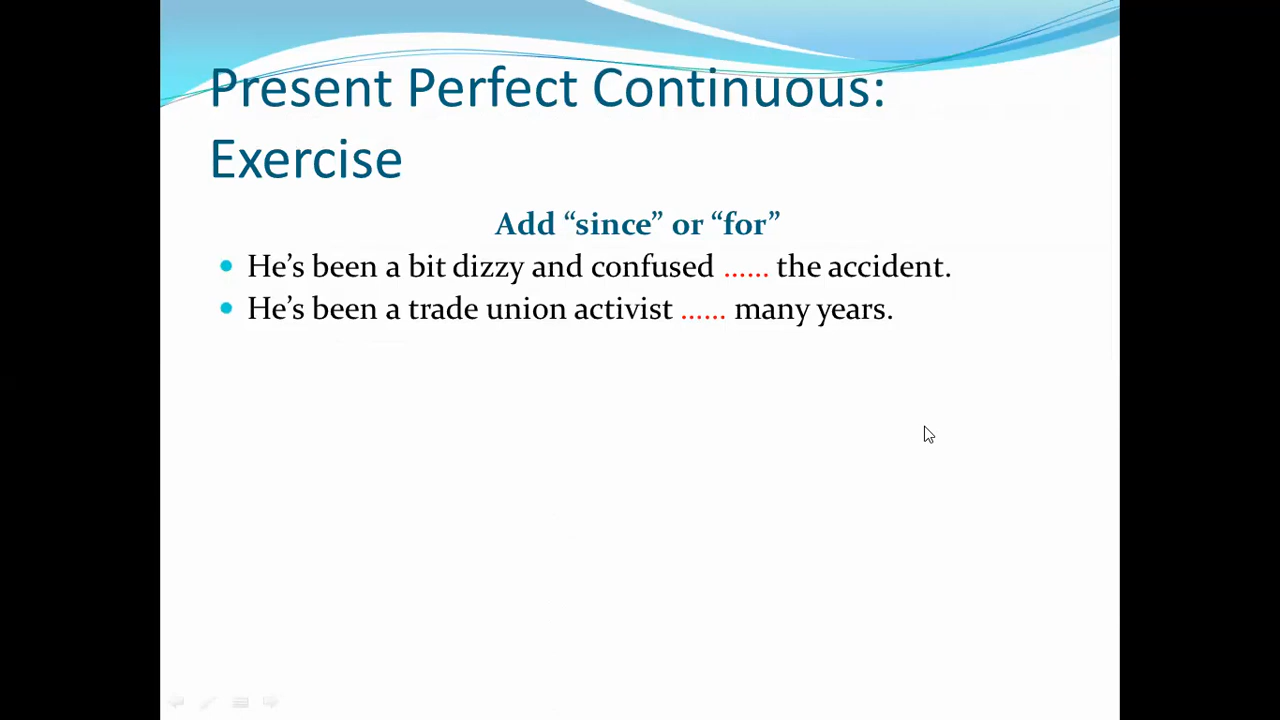 Present Perfect Continuous:
Exercise
Add “since” or “for”
• He’s been a bit dizzy and confused ...... the accident.
• He’s been a trade union activist ...... many years.